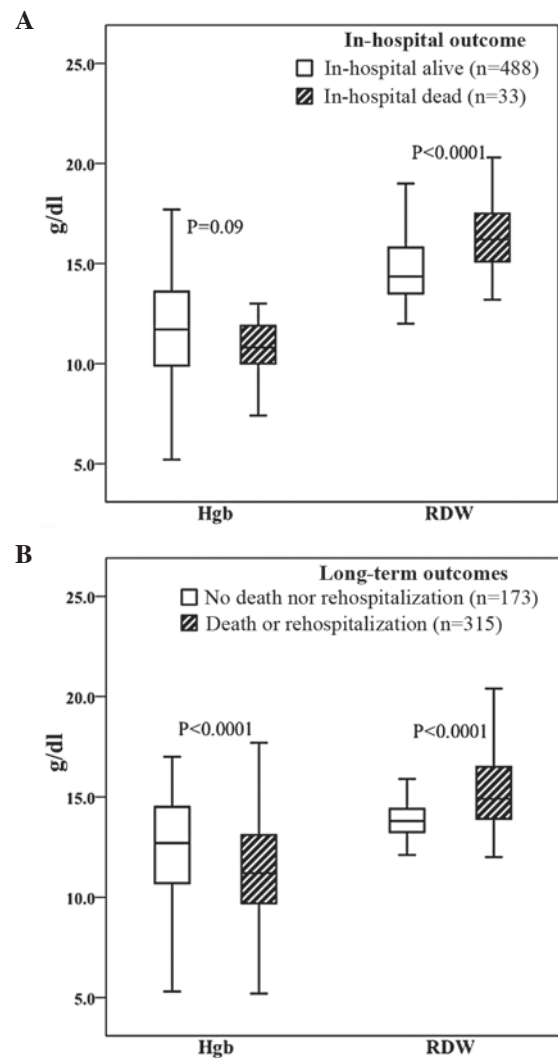 A
In-hospital outcome
In-hospital alive (n=488)
In-hospital dead (n=33)
25.0
20.0
15.0
10.0
5.0
g/dl
P=0.09
P<0.0001
Hgb
RDW
B
Long-term outcomes
No death nor rehospitalization (n=173)
Death or rehospitalization (n=315)
25.0
20.0
15.0
10.0
5.0
g/dl
P<0.0001
P<0.0001
Hgb
RDW